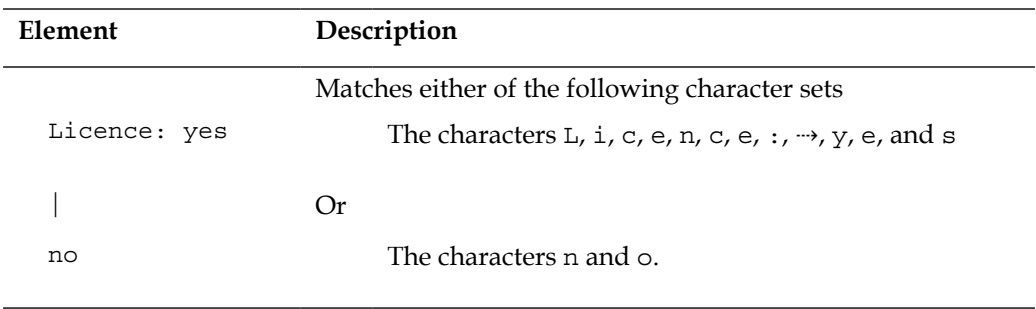 Element Description
Matches either of the following character sets
Licence: yes The characters L, i, c, e, n, c, e, :, ⇢, y, e, and s
| Or
no The characters n and o.